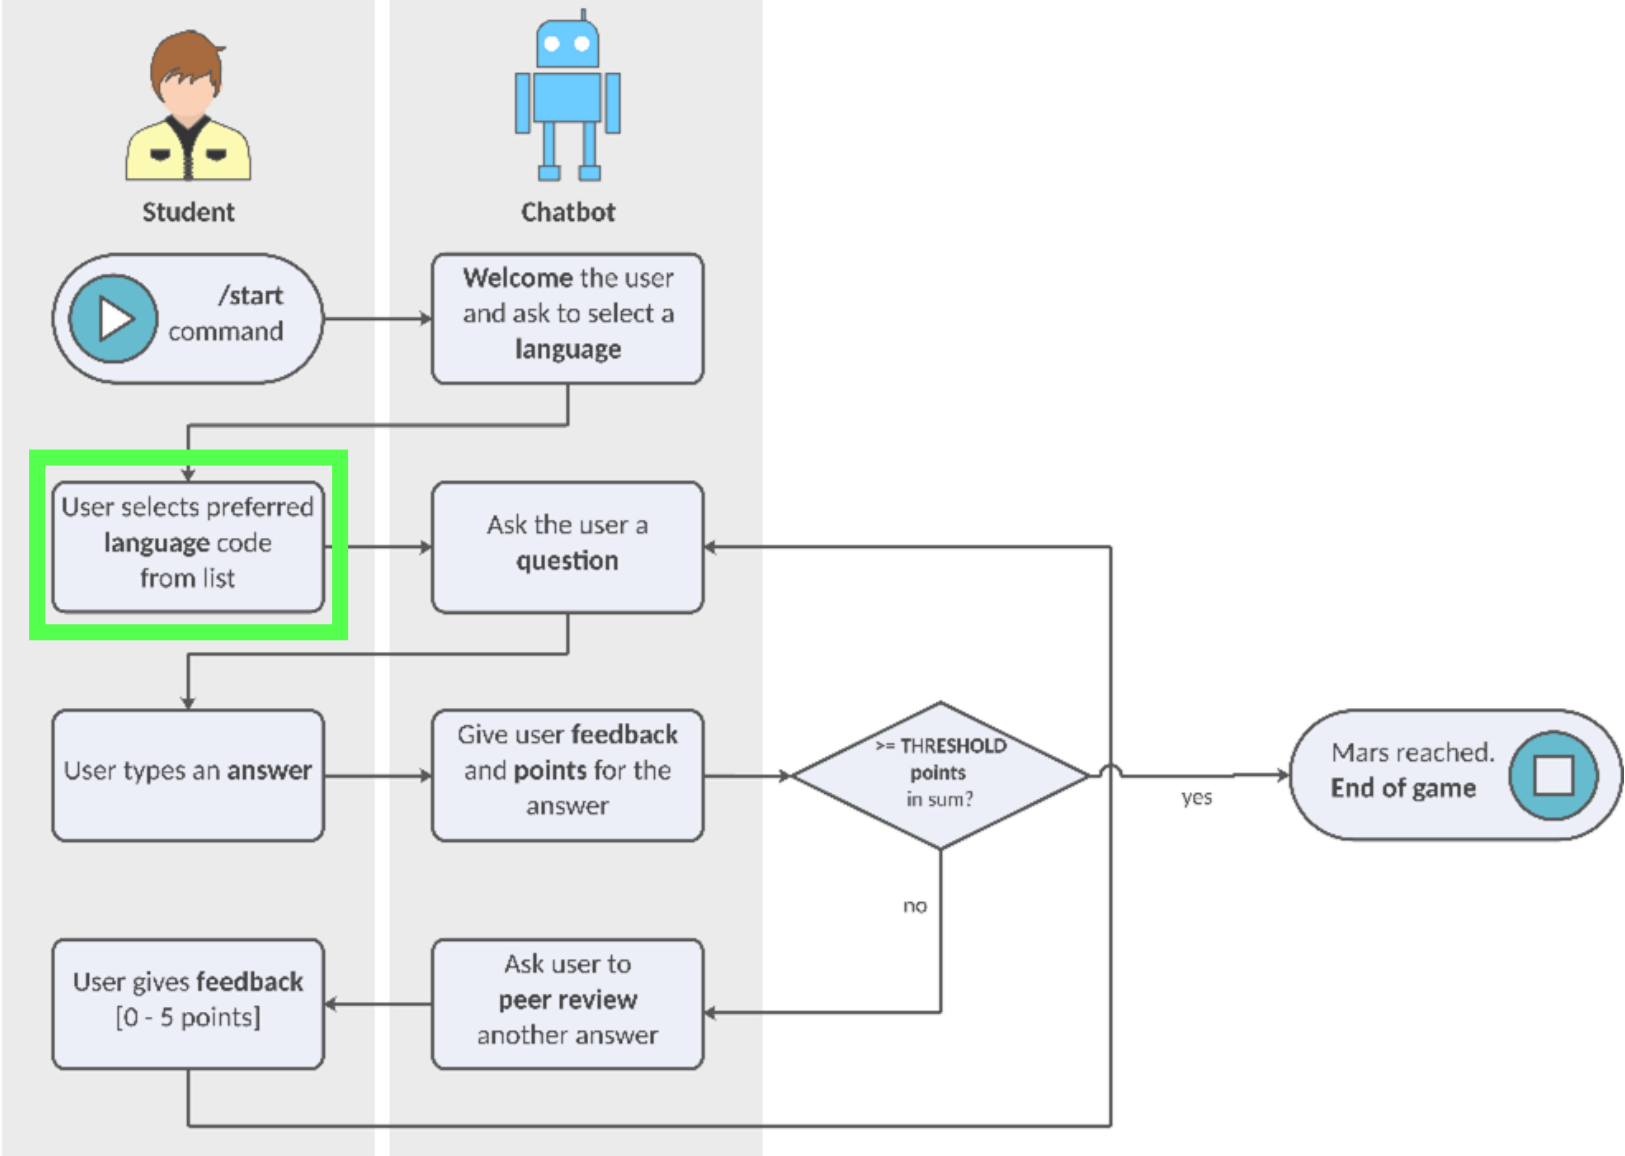 Student
Chatbot
/start
command
Welcome the user
and ask to select a
language
User selects preferred
language code
from list
Ask the user a
question
User types an answer
Give user feedback
and points for the
answer
>= THRESHOLD
points
in sum?
yes
Mars reached.
End of game
no
User gives feedback
[0 - 5 points]
Ask user to
peer review
another answer